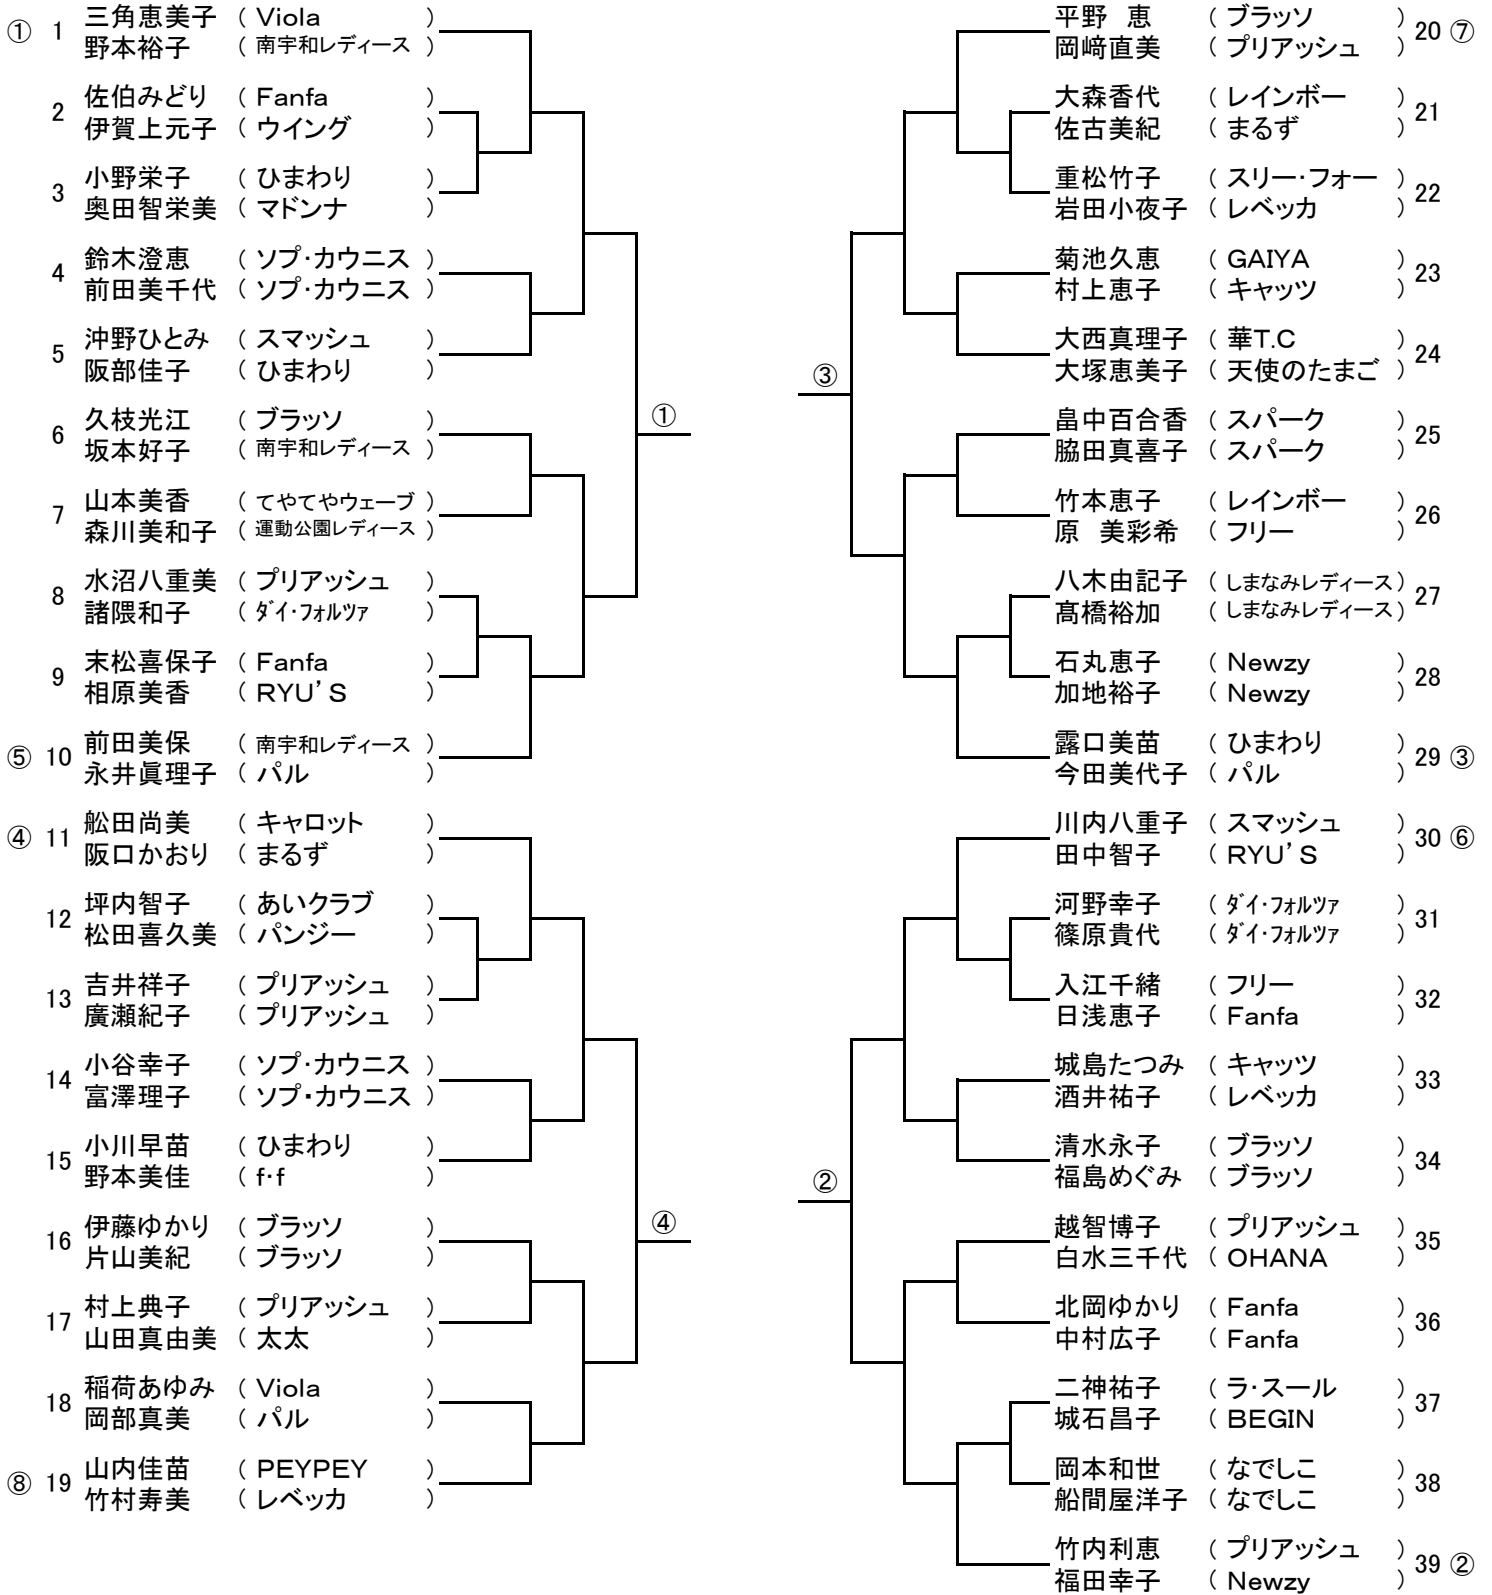 ① 1 三角恵美子 ( Viola )
野本裕子 ( 南宇和レディース )
2 佐伯みどり ( Fanfa )
伊賀上元子 ( ウイング )
3 小野栄子 ( ひまわり )
奥田智栄美 ( マドンナ )
4 鈴木澄恵 ( ソプ・カウニス )
前田美千代 ( ソプ・カウニス )
5 沖野ひとみ ( スマッシュ )
阪部佳子 ( ひまわり )
6 久枝光江 ( ブラッソ )
坂本好子 ( 南宇和レディース )
7 山本美香 ( てやてやウェーブ )
森川美和子 ( 運動公園レディース )
8 水沼八重美 ( プリアッシュ )
諸隈和子 ( ダイ・フォルツァ )
9 末松喜保子 ( Fanfa )
相原美香 ( RYU'S )
⑤ 10 前田美保 ( 南宇和レディース )
永井眞理子 ( パル )
①
④ 11 舩田尚美 ( キャロット )
阪口かおり ( まるず )
12 坪内智子 ( あいクラブ )
松田喜久美 ( パンジー )
13 吉井祥子 ( プリアッシュ )
廣瀬紀子 ( プリアッシュ )
14 小谷幸子 ( ソプ・カウニス )
富澤理子 ( ソプ・カウニス )
15 小川早苗 ( ひまわり )
野本美佳 ( f・f )
16 伊藤ゆかり ( ブラッソ )
片山美紀 ( ブラッソ )
17 村上典子 ( プリアッシュ )
山田真由美 ( 太太 )
18 稲荷あゆみ ( Viola )
岡部真美 ( パル )
⑧ 19 山内佳苗 ( PEYPEY )
竹村寿美 ( レベッカ )
④
平野 恵 ( ブラッソ ) 20 ⑦
岡﨑直美 ( プリアッシュ )
大森香代 ( レインボー ) 21
佐古美紀 ( まるず )
重松竹子 ( スリー・フォー ) 22
岩田小夜子 ( レベッカ )
菊池久恵 ( GAIYA ) 23
村上恵子 ( キャッツ )
大西真理子 ( 華T.C ) 24
大塚恵美子 ( 天使のたまご )
③
畠中百合香 ( スパーク ) 25
脇田真喜子 ( スパーク )
竹本恵子 ( レインボー ) 26
原 美彩希 ( フリー )
八木由記子 ( しまなみレディース ) 27
髙橋裕加 ( しまなみレディース )
石丸恵子 ( Newzy ) 28
加地裕子 ( Newzy )
露口美苗 ( ひまわり ) 29 ③
今田美代子 ( パル )
川内八重子 ( スマッシュ ) 30 ⑥
田中智子 ( RYU'S )
河野幸子 ( ダイ・フォルツァ ) 31
篠原貴代 ( ダイ・フォルツァ )
入江千緒 ( フリー ) 32
日浅恵子 ( Fanfa )
城島たつみ ( キャッツ ) 33
酒井祐子 ( レベッカ )
清水永子 ( ブラッソ ) 34
福島めぐみ ( ブラッソ )
②
越智博子 ( プリアッシュ ) 35
白水三千代 ( OHANA )
北岡ゆかり ( Fanfa ) 36
中村広子 ( Fanfa )
二神祐子 ( ラ・スール ) 37
城石昌子 ( BEGIN )
岡本和世 ( なでしこ ) 38
船間屋洋子 ( なでしこ )
竹内利恵 ( プリアッシュ ) 39 ②
福田幸子 ( Newzy )